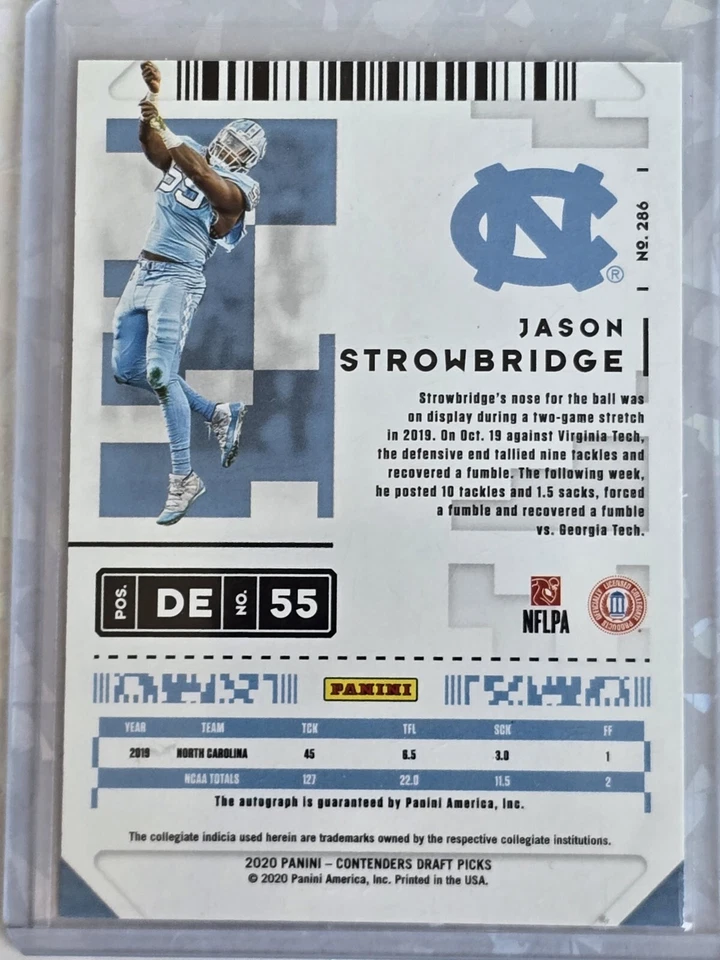 55
NC ®
No. 286
JASON
STROWBRIDGE
Strowbridge's nose for the ball was
on display during a two-game stretch
in 2019. On Oct. 19 against Virginia Tech,
the defensive end tallied nine tackles and
recovered a fumble. The following week,
he posted 10 tackles and 1.5 sacks, forced
a fumble and recovered a fumble
vs. Georgia Tech.
POS. DE NO. 55
NFLPA
OFFICIALLY LICENSED COLLEGIATE PRODUCTS
PANINI
YEAR TEAM TCK TFL SCK FF
2019 NORTH CAROLINA 45 6.5 3.0 1
NCAA TOTALS 127 22.0 11.5 2
The autograph is guaranteed by Panini America, Inc.
The collegiate indicia used herein are trademarks owned by the respective collegiate institutions.
2020 PANINI – CONTENDERS DRAFT PICKS
© 2020 Panini America, Inc. Printed in the USA.